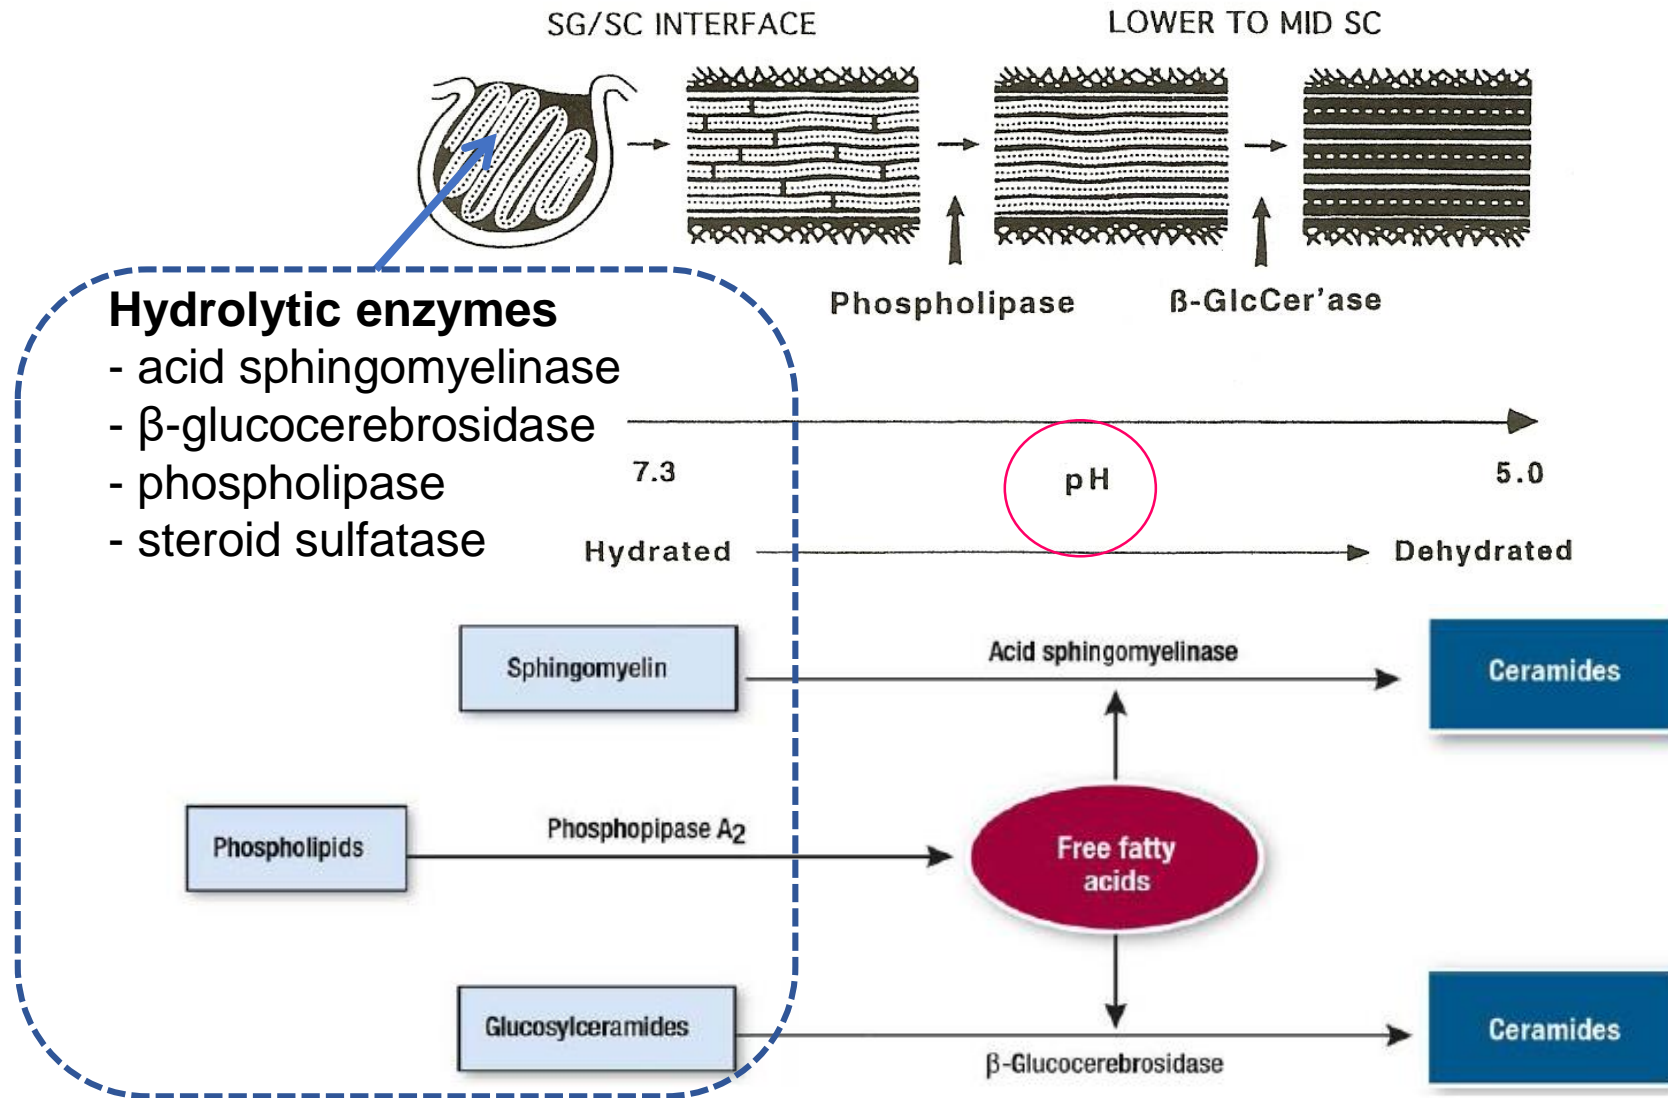 SG/SC INTERFACE
LOWER TO MID SC
Phospholipase
ß-GlcCer'ase
Hydrolytic enzymes
- acid sphingomyelinase
- β-glucocerebrosidase
- phospholipase
- steroid sulfatase
7.3
pH
5.0
Hydrated
Dehydrated
Sphingomyelin
Acid sphingomyelinase
Ceramides
Phospholipids
Phosphopipase A2
Free fatty
acids
Glucosylceramides
β-Glucocerebrosidase
Ceramides